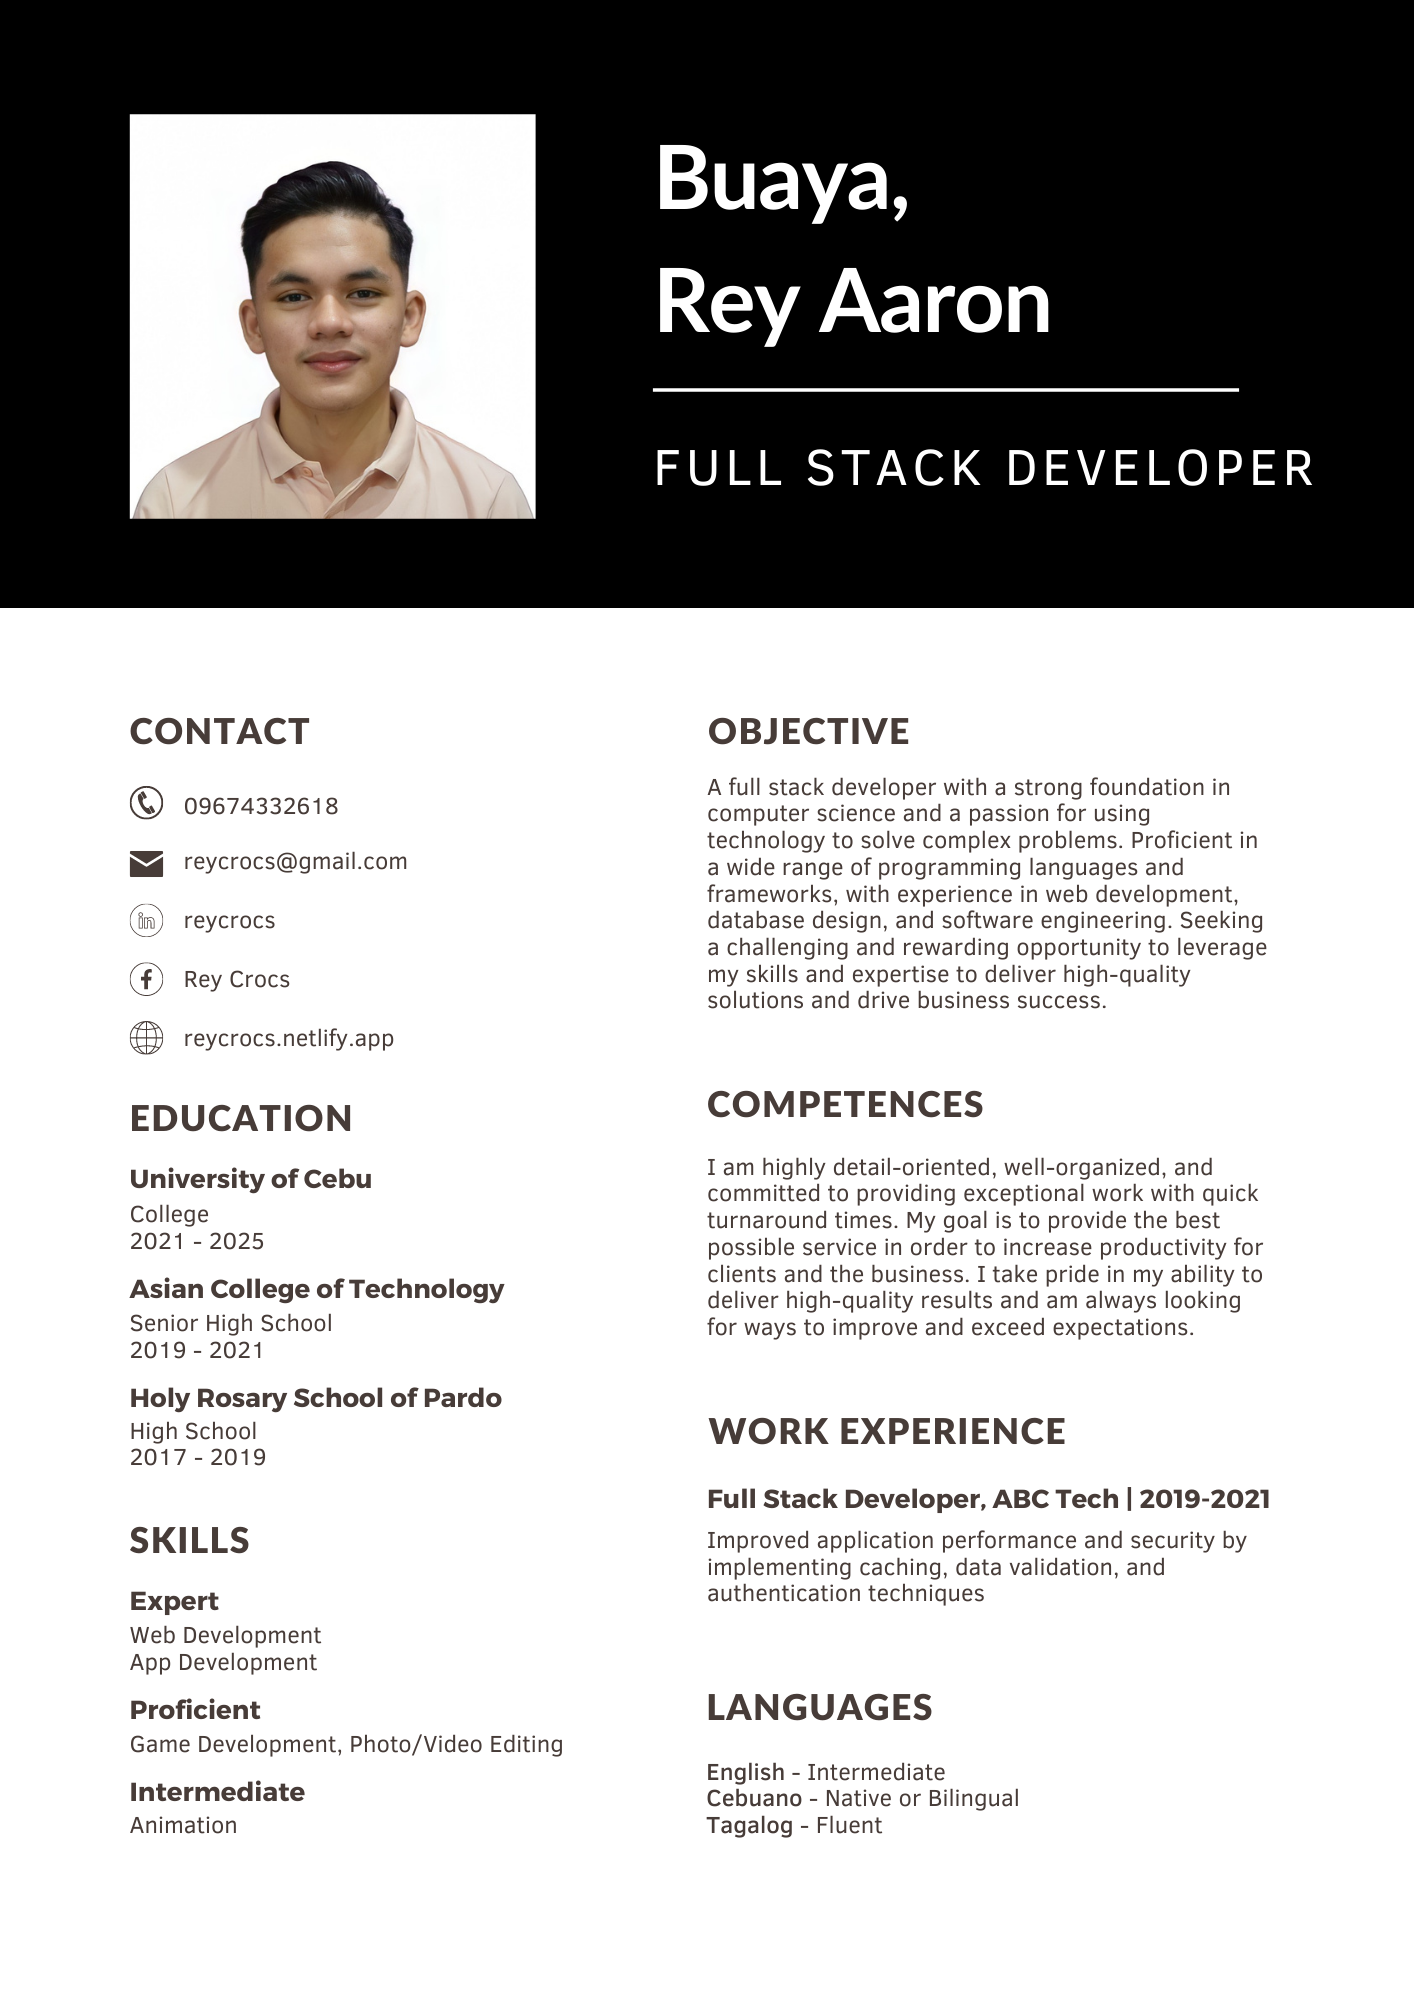 Buaya,
Rey Aaron
FULL STACK DEVELOPER
CONTACT
09674332618
reycrocs@gmail.com
in
reycrocs
f
Rey Crocs
reycrocs.netlify.app
EDUCATION
University of Cebu
College
2021 - 2025
Asian College of Technology
Senior High School
2019 - 2021
Holy Rosary School of Pardo
High School
2017 - 2019
SKILLS
Expert
Web Development
App Development
Proficient
Game Development, Photo/Video Editing
Intermediate
Animation
OBJECTIVE
A full stack developer with a strong foundation in
computer science and a passion for using
technology to solve complex problems. Proficient in
a wide range of programming languages and
frameworks, with experience in web development,
database design, and software engineering. Seeking
a challenging and rewarding opportunity to leverage
my skills and expertise to deliver high-quality
solutions and drive business success.
COMPETENCES
I am highly detail-oriented, well-organized, and
committed to providing exceptional work with quick
turnaround times. My goal is to provide the best
possible service in order to increase productivity for
clients and the business. I take pride in my ability to
deliver high-quality results and am always looking
for ways to improve and exceed expectations.
WORK EXPERIENCE
Full Stack Developer, ABC Tech | 2019-2021
Improved application performance and security by
implementing caching, data validation, and
authentication techniques
LANGUAGES
English - Intermediate
Cebuano - Native or Bilingual
Tagalog - Fluent